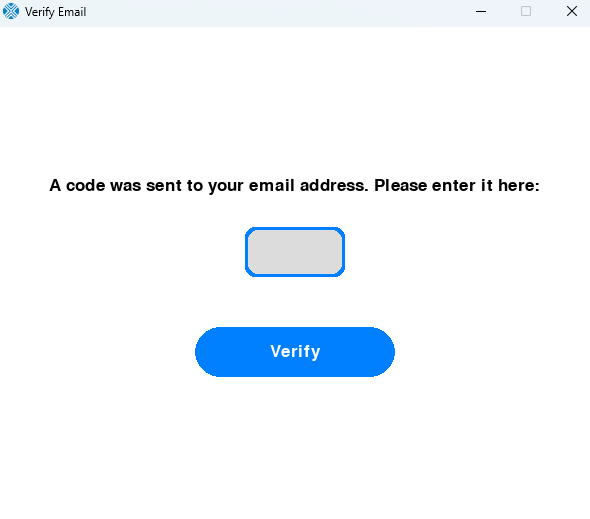 Verify Email
A code was sent to your email address. Please enter it here:
Verify